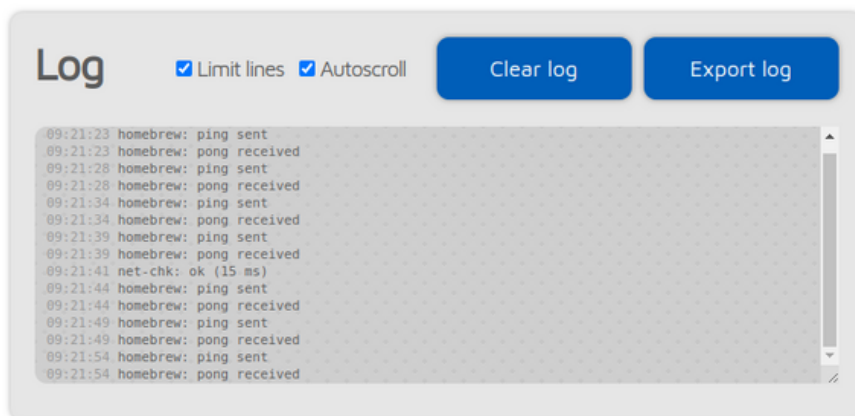 Log
Limit lines
Autoscroll
Clear log
Export log
09:21:23 homebrew: ping sent
09:21:23 homebrew: pong received
09:21:28 homebrew: ping sent
09:21:28 homebrew: pong received
09:21:34 homebrew: ping sent
09:21:34 homebrew: pong received
09:21:39 homebrew: ping sent
09:21:39 homebrew: pong received
09:21:41 net-chk: ok (15 ms)
09:21:44 homebrew: ping sent
09:21:44 homebrew: pong received
09:21:49 homebrew: ping sent
09:21:49 homebrew: pong received
09:21:54 homebrew: ping sent
09:21:54 homebrew: pong received